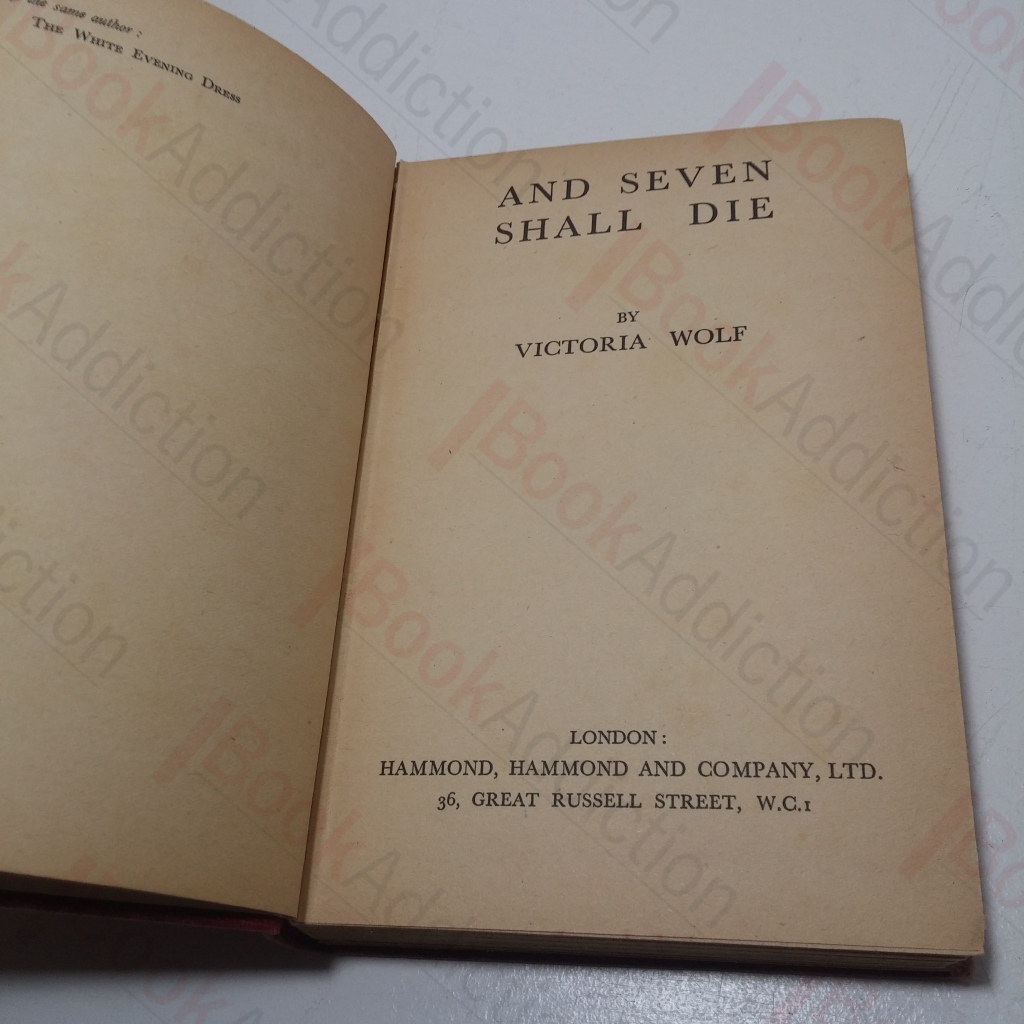 the same author :
THE WHITE EVENING DRESS
AND SEVEN
SHALL DIE
BY
VICTORIA WOLF
LONDON :
HAMMOND, HAMMOND AND COMPANY, LTD.
36, GREAT RUSSELL STREET, W.C.1
BookAddiction